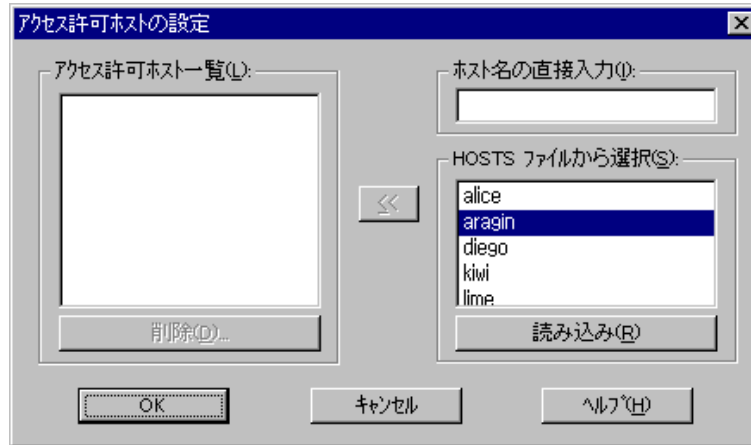 ｱｸｾｽ許可ﾎｽﾄの設定
ｱｸｾｽ許可ﾎｽﾄ一覧(L):
削除(D)...
<<
ﾎｽﾄ名の直接入力(I):
HOSTS ﾌｧｲﾙから選択(S):
alice
aragin
diego
kiwi
lime
読み込み(R)
OK
ｷｬﾝｾﾙ
ﾍﾙﾌﾟ(H)